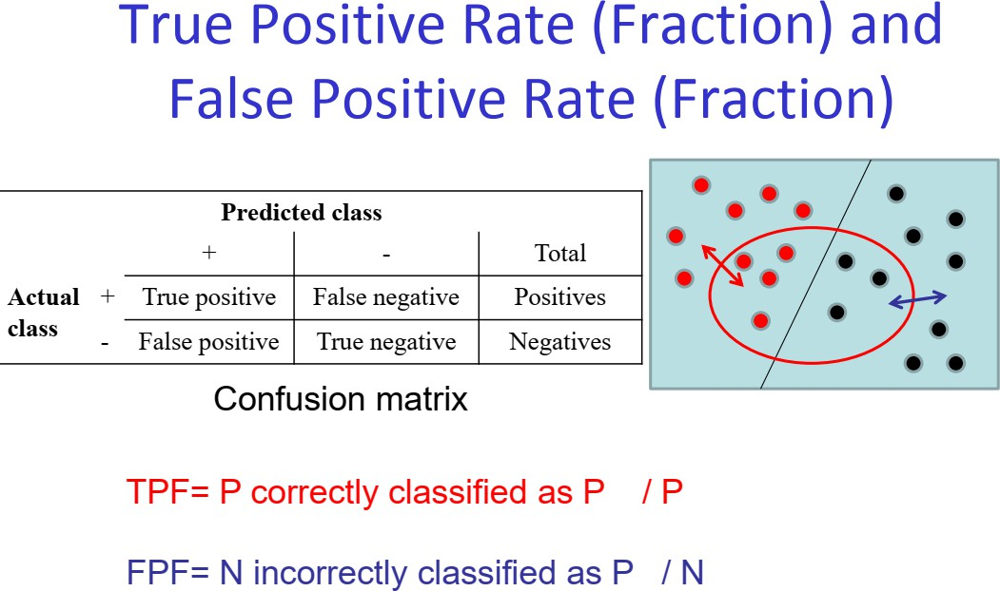 True Positive Rate (Fraction) and
False Positive Rate (Fraction)
Predicted class
+ - Total
Actual class + True positive False negative Positives
- False positive True negative Negatives
Confusion matrix
TPF= P correctly classified as P / P
FPF= N incorrectly classified as P / N